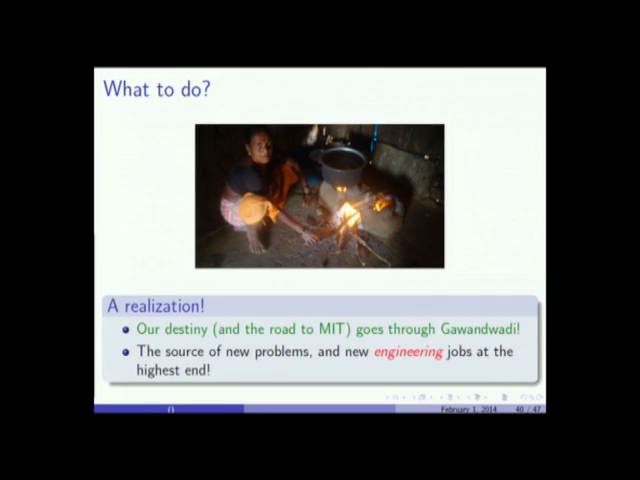 What to do?
A realization!
Our destiny (and the road to MIT) goes through Gawandwadi!
The source of new problems, and new engineering jobs at the
highest end!
()
February 1, 2014 40 / 47